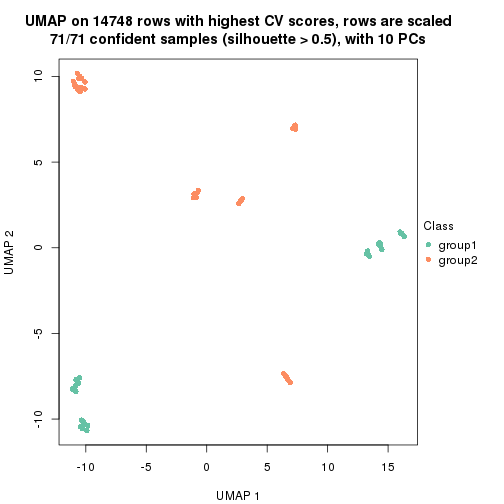 UMAP on 14748 rows with highest CV scores, rows are scaled
71/71 confident samples (silhouette > 0.5), with 10 PCs
10
5
0
-5
-10
UMAP 2
-10
-5
0
5
10
15
UMAP 1
Class
group1
group2